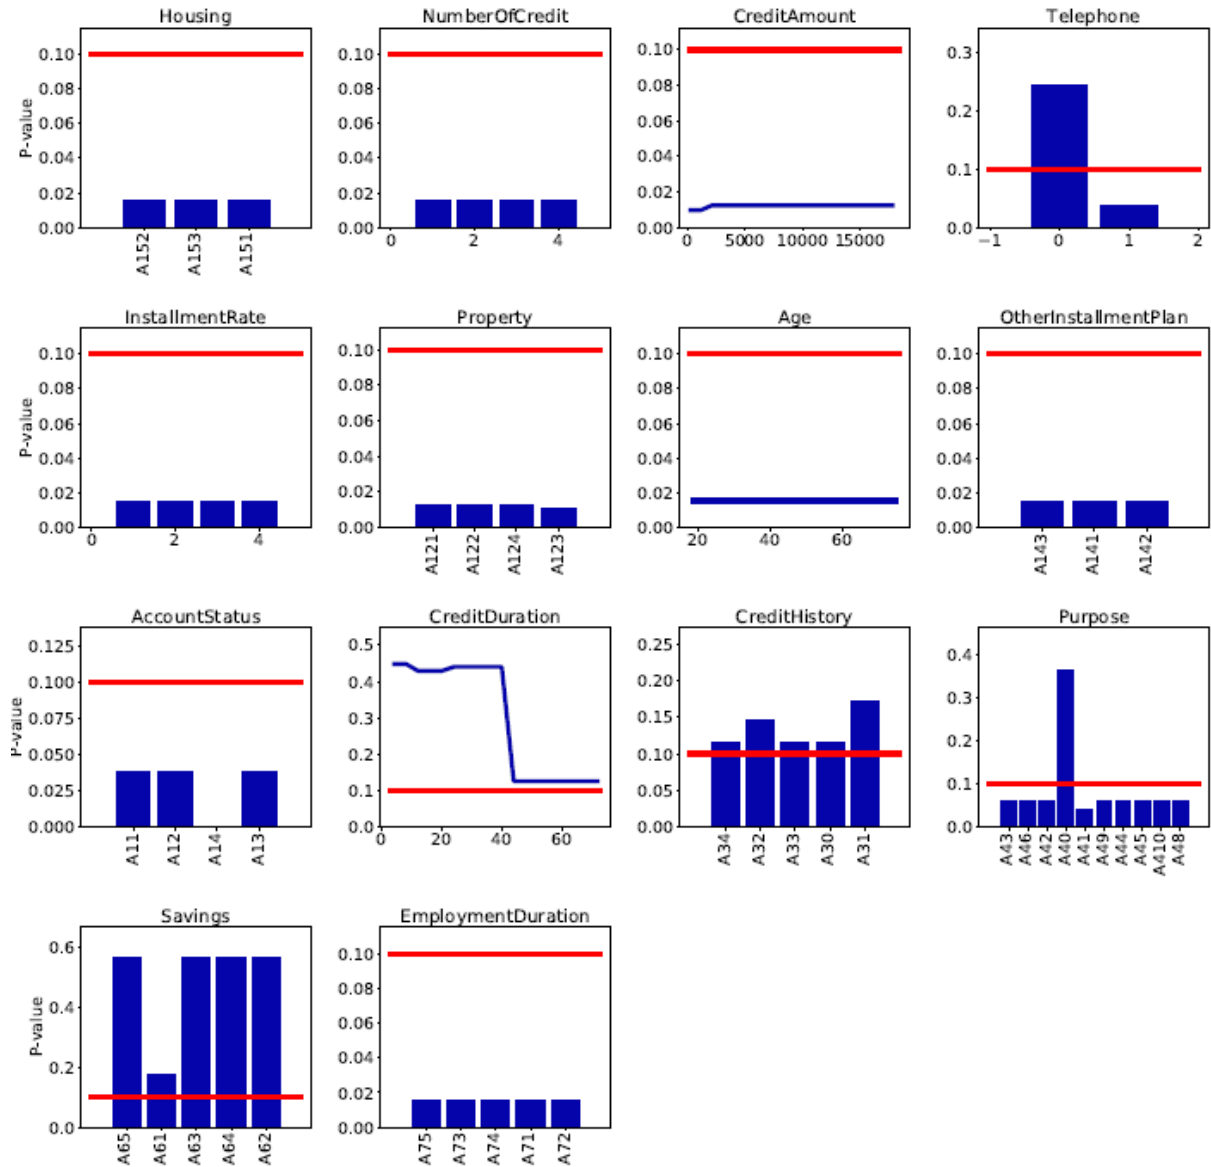 Housing
NumberOfCredit
CreditAmount
Telephone
P-value
0.10
0.08
0.06
0.04
0.02
0.00
A152
A153
A151
0.10
0.08
0.06
0.04
0.02
0.00
0 2 4
0.10
0.08
0.06
0.04
0.02
0.00
0 5000 10000 15000
0.3
0.2
0.1
0.0
−1 0 1 2
InstallmentRate
Property
Age
OtherInstallmentPlan
P-value
0.10
0.08
0.06
0.04
0.02
0.00
0 2 4
0.10
0.08
0.06
0.04
0.02
0.00
A121
A122
A124
A123
0.10
0.08
0.06
0.04
0.02
0.00
20 40 60
0.10
0.08
0.06
0.04
0.02
0.00
A143
A141
A142
AccountStatus
CreditDuration
CreditHistory
Purpose
P-value
0.125
0.100
0.075
0.050
0.025
0.000
A11
A12
A14
A13
0.5
0.4
0.3
0.2
0.1
0.0
0 20 40 60
0.25
0.20
0.15
0.10
0.05
0.00
A34
A32
A33
A30
A31
0.4
0.3
0.2
0.1
0.0
A43
A46
A42
A40
A41
A49
A44
A45
A410
A48
Savings
EmploymentDuration
P-value
0.6
0.4
0.2
0.0
A65
A61
A63
A64
A62
0.10
0.08
0.06
0.04
0.02
0.00
A75
A73
A74
A71
A72